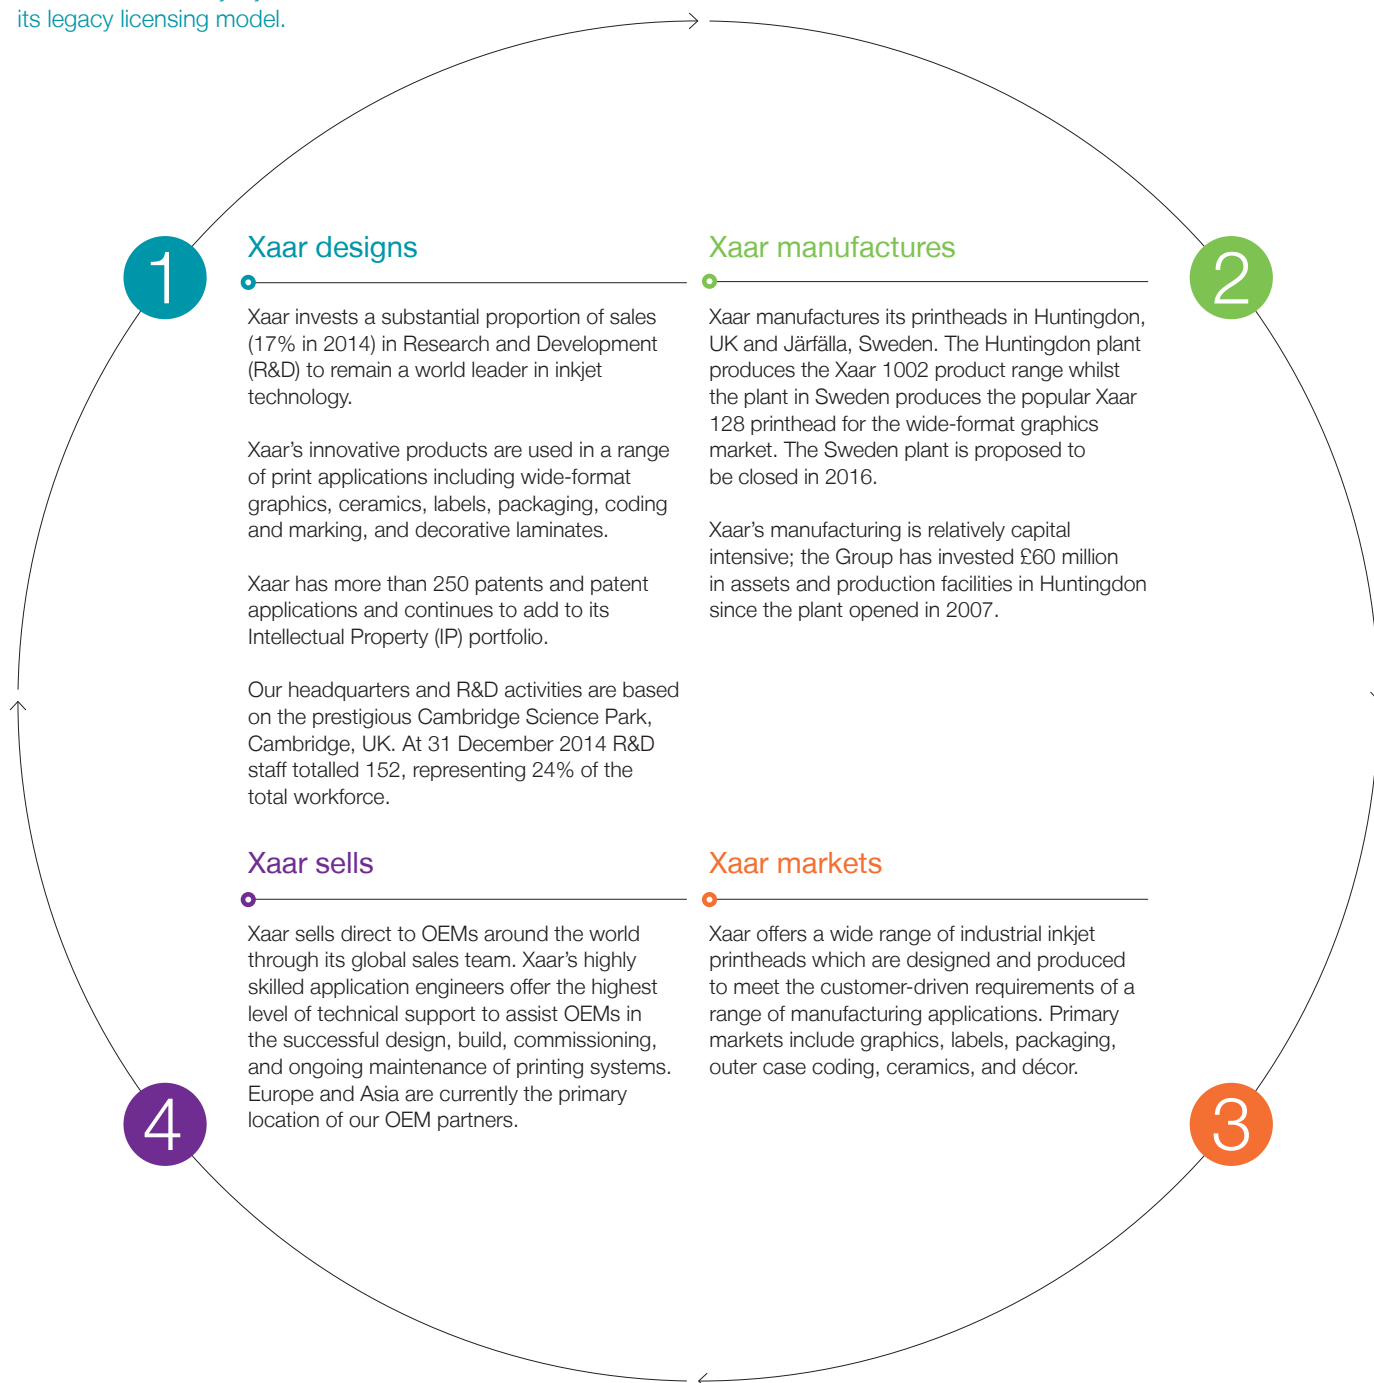 its legacy licensing model.
1
Xaar designs
Xaar invests a substantial proportion of sales
(17% in 2014) in Research and Development
(R&D) to remain a world leader in inkjet
technology.
Xaar's innovative products are used in a range
of print applications including wide-format
graphics, ceramics, labels, packaging, coding
and marking, and decorative laminates.
Xaar has more than 250 patents and patent
applications and continues to add to its
Intellectual Property (IP) portfolio.
Our headquarters and R&D activities are based
on the prestigious Cambridge Science Park,
Cambridge, UK. At 31 December 2014 R&D
staff totalled 152, representing 24% of the
total workforce.
2
Xaar manufactures
Xaar manufactures its printheads in Huntingdon,
UK and Järfälla, Sweden. The Huntingdon plant
produces the Xaar 1002 product range whilst
the plant in Sweden produces the popular Xaar
128 printhead for the wide-format graphics
market. The Sweden plant is proposed to
be closed in 2016.
Xaar's manufacturing is relatively capital
intensive; the Group has invested £60 million
in assets and production facilities in Huntingdon
since the plant opened in 2007.
Xaar markets
Xaar offers a wide range of industrial inkjet
printheads which are designed and produced
to meet the customer-driven requirements of a
range of manufacturing applications. Primary
markets include graphics, labels, packaging,
outer case coding, ceramics, and décor.
3
Xaar sells
Xaar sells direct to OEMs around the world
through its global sales team. Xaar's highly
skilled application engineers offer the highest
level of technical support to assist OEMs in
the successful design, build, commissioning,
and ongoing maintenance of printing systems.
Europe and Asia are currently the primary
location of our OEM partners.
4